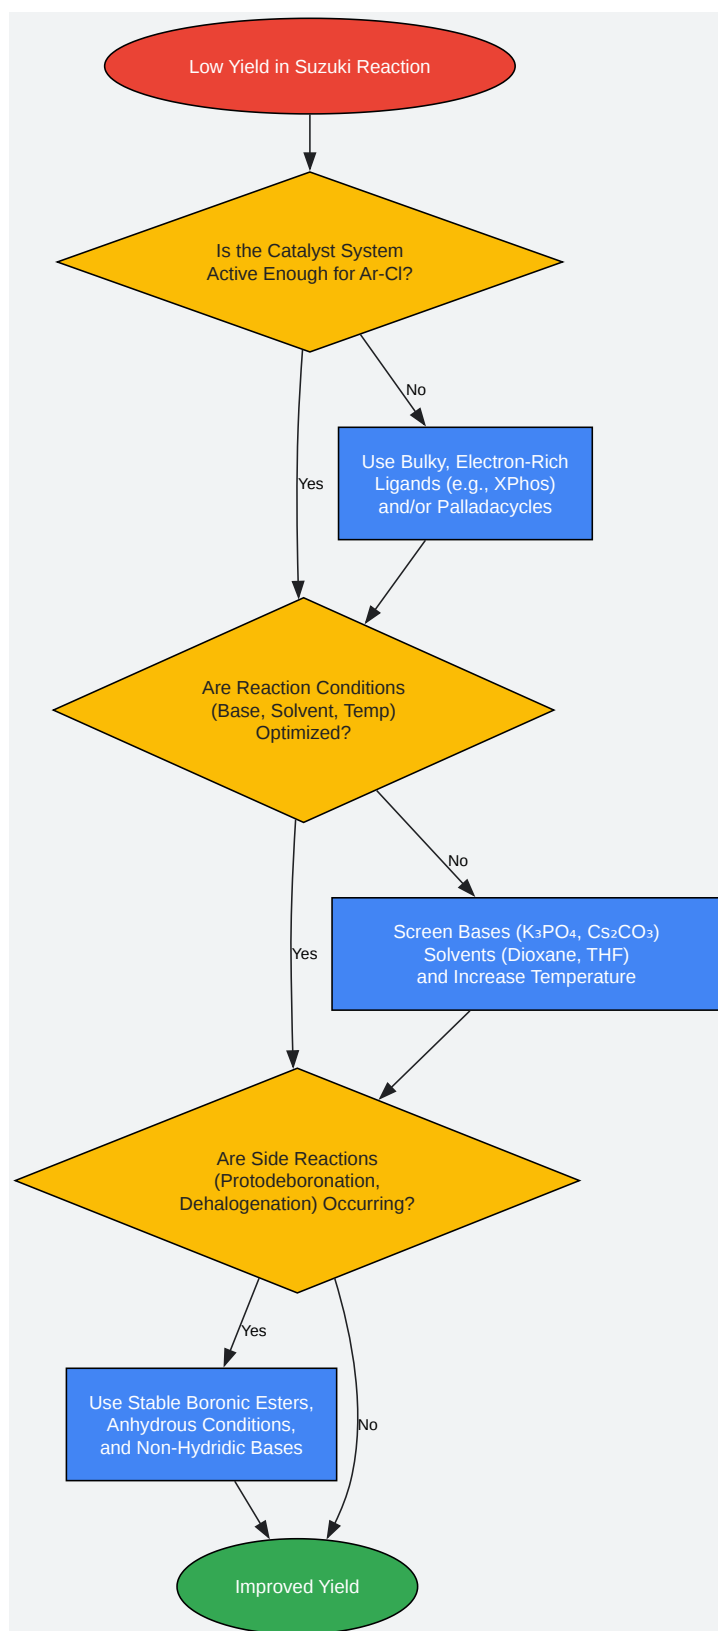 Low Yield in Suzuki Reaction
Is the Catalyst System
Active Enough for Ar-Cl?
No
Use Bulky, Electron-Rich
Ligands (e.g., XPhos)
and/or Palladacycles
Yes
Are Reaction Conditions
(Base, Solvent, Temp)
Optimized?
No
Screen Bases (K₃PO₄, Cs₂CO₃)
Solvents (Dioxane, THF)
and Increase Temperature
Yes
Are Side Reactions
(Protodeboronation,
Dehalogenation) Occurring?
Yes
Use Stable Boronic Esters,
Anhydrous Conditions,
and Non-Hydridic Bases
No
Improved Yield